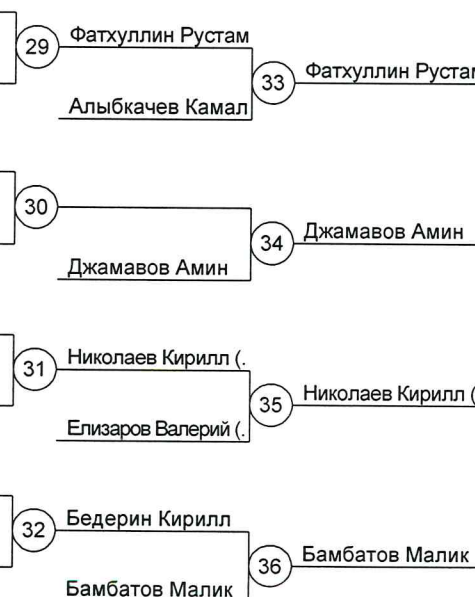 29
Фатхуллин Рустам
33
Фатхуллин Рустам
Алыбкачев Камал
30
34
Джамавов Амин
Джамавов Амин
31
Николаев Кирилл (.
35
Николаев Кирилл (
Елизаров Валерий (.
32
Бедерин Кирилл
36
Бамбатов Малик
Бамбатов Малик